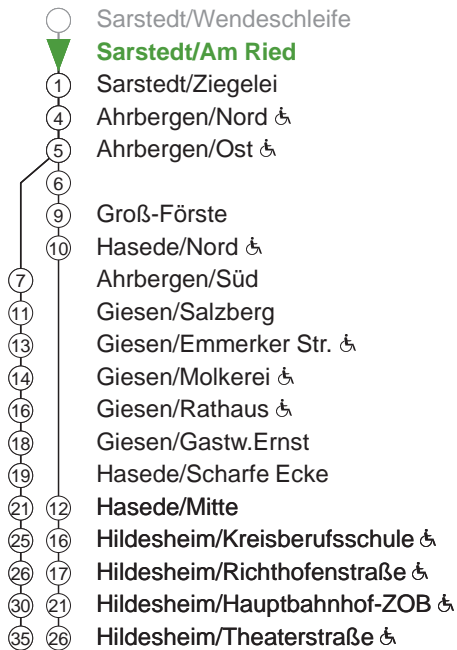 Sarstedt/Wendeschleife
Sarstedt/Am Ried
1 Sarstedt/Ziegelei
4 Ahrbergen/Nord
5 Ahrbergen/Ost
6
9 Groß-Förste
10 Hasede/Nord
7 Ahrbergen/Süd
11 Giesen/Salzberg
13 Giesen/Emmerker Str.
14 Giesen/Molkerei
16 Giesen/Rathaus
18 Giesen/Gastw.Ernst
19 Hasede/Scharfe Ecke
21 12 Hasede/Mitte
25 16 Hildesheim/Kreisberufsschule
26 17 Hildesheim/Richthofenstraße
30 21 Hildesheim/Hauptbahnhof-ZOB
35 26 Hildesheim/Theaterstraße